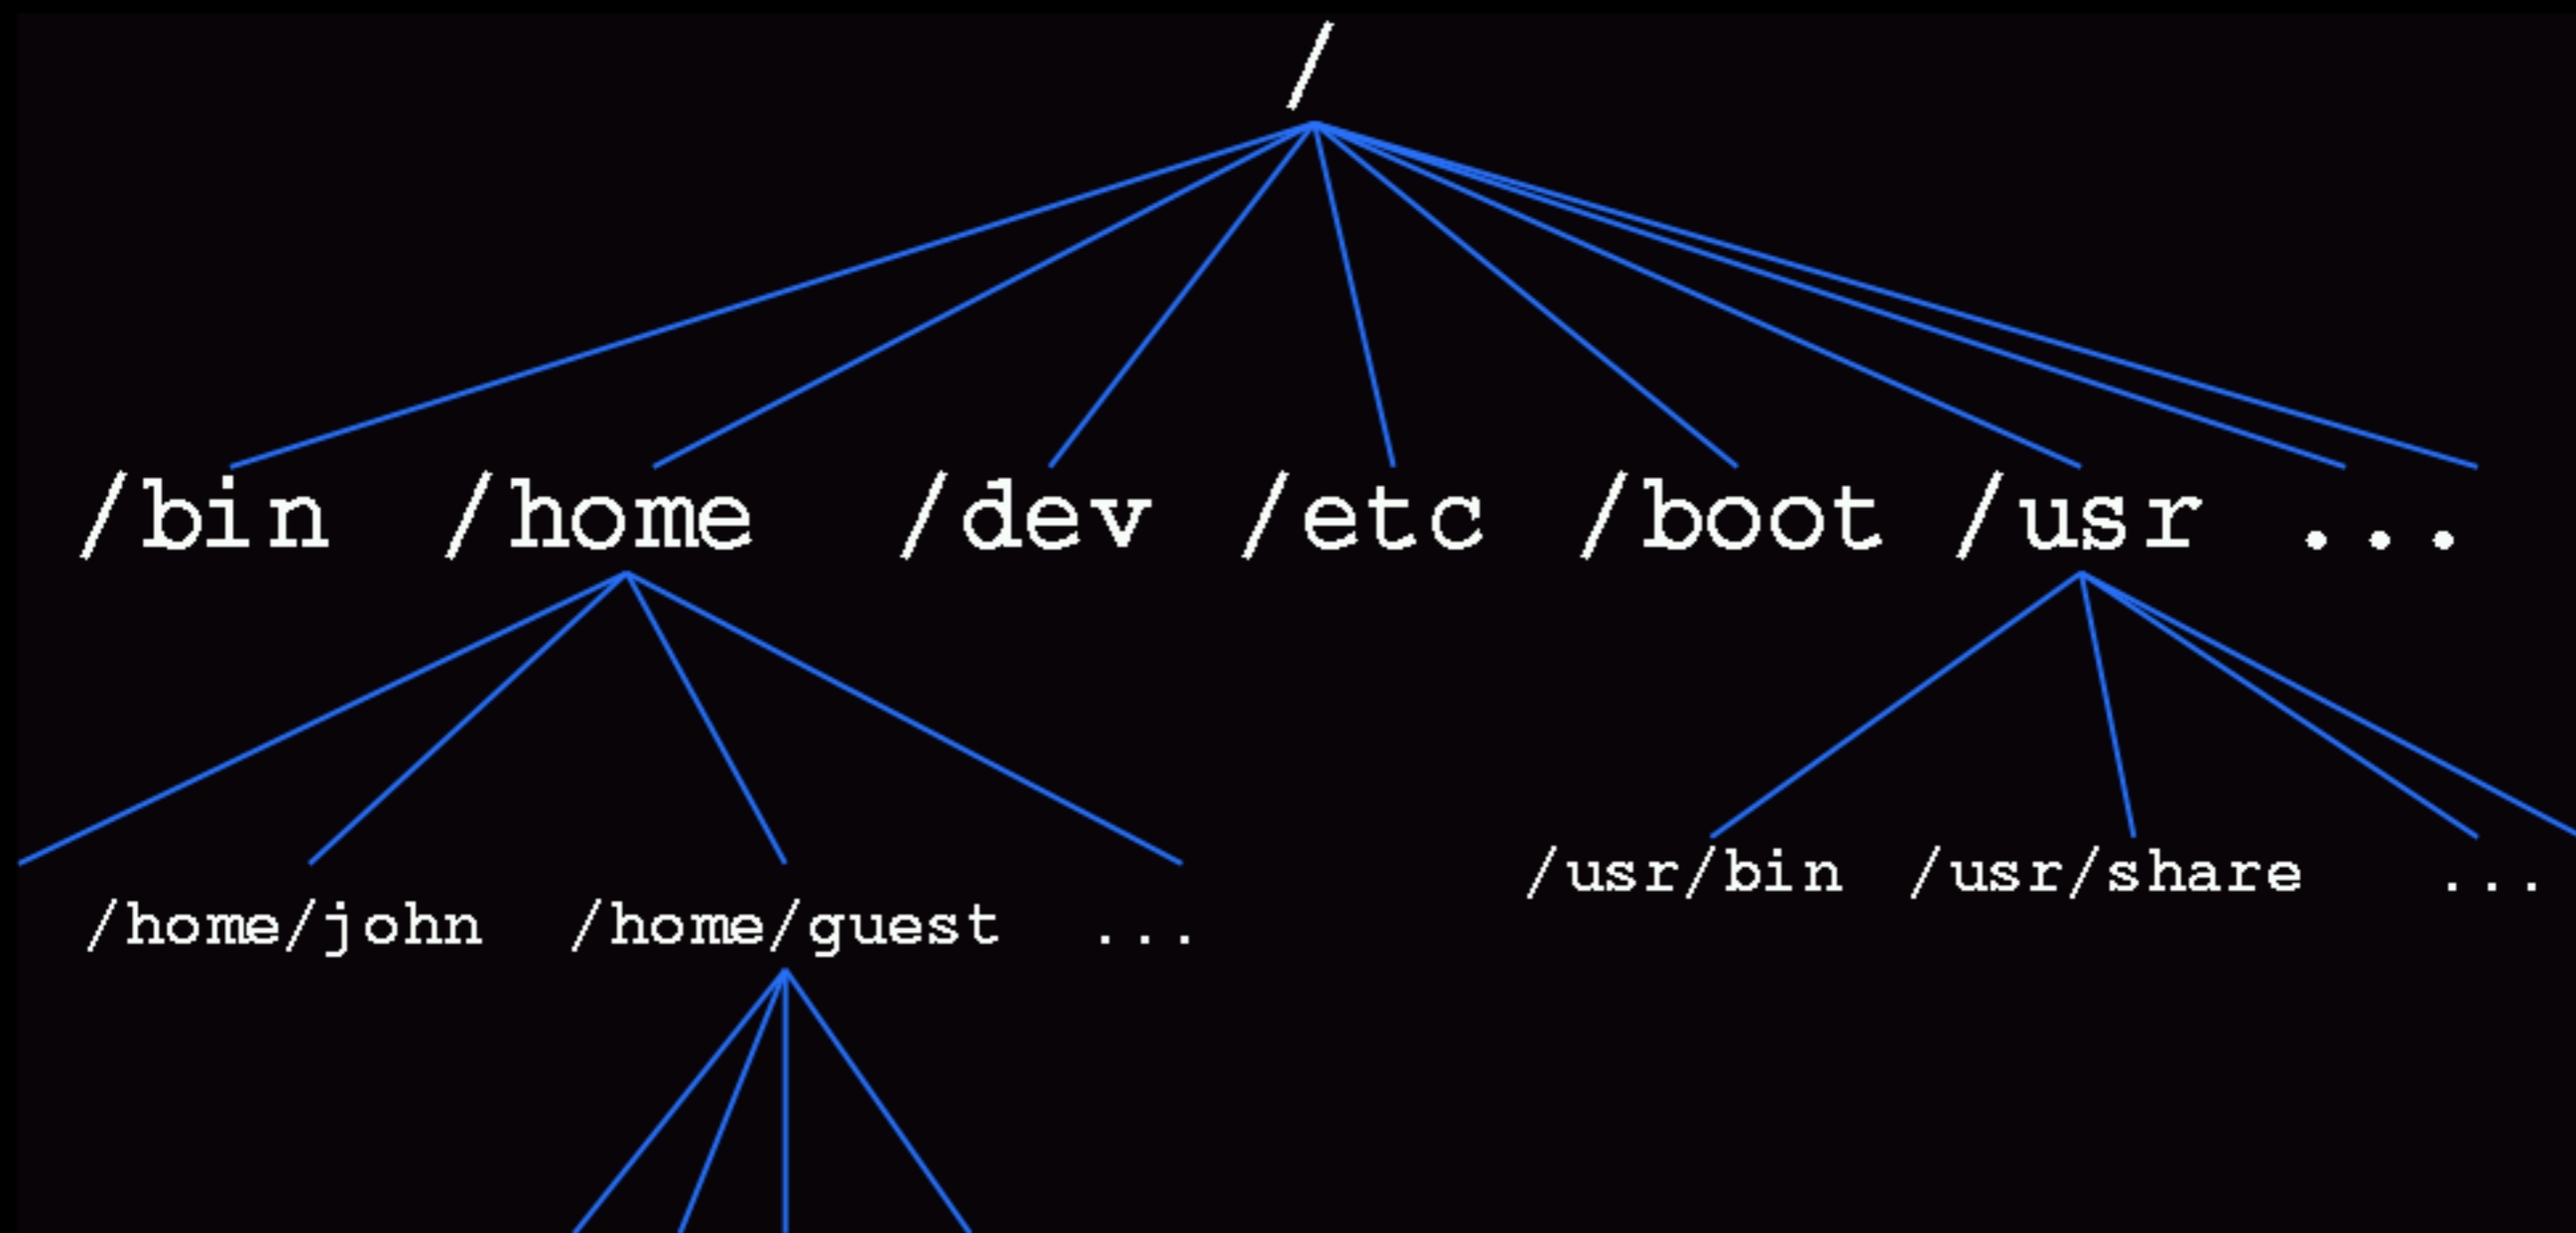 /
/bin /home /dev /etc /boot /usr ...
/usr/bin /usr/share ...
/home/john /home/guest ...